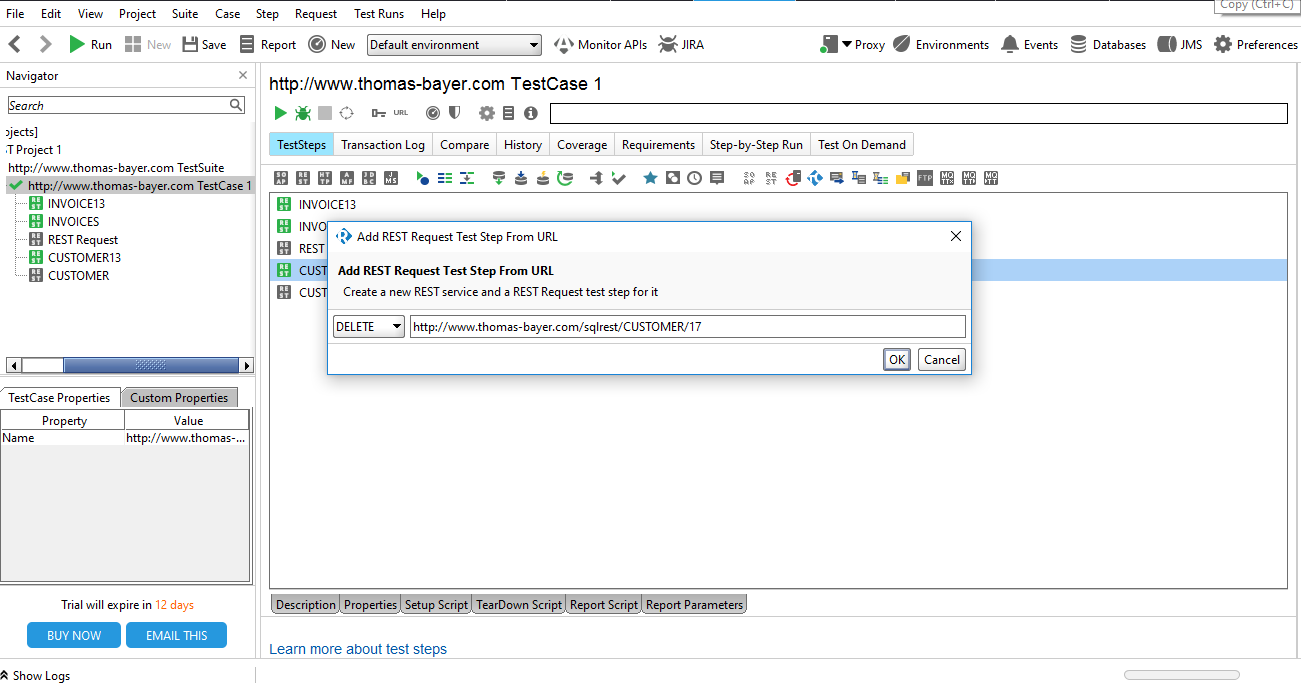 Copy (Ctrl+C)
File Edit View Project Suite Case Step Request Test Runs Help
Run New Save Report New Default environment Monitor APIs JIRA Proxy Environments Events Databases JMS Preferences
Navigator
Search
ojects]
T Project 1
http://www.thomas-bayer.com TestSuite
http://www.thomas-bayer.com TestCase 1
INVOICE13
INVOICES
REST Request
CUSTOMER13
CUSTOMER
http://www.thomas-bayer.com TestCase 1
URL
TestSteps Transaction Log Compare History Coverage Requirements Step-by-Step Run Test On Demand
INVOICE13
INVO
REST
CUST
CUST
Add REST Request Test Step From URL
Add REST Request Test Step From URL
Create a new REST service and a REST Request test step for it
DELETE http://www.thomas-bayer.com/sqlrest/CUSTOMER/17
OK Cancel
TestCase Properties Custom Properties
Property Value
Name http://www.thomas-...
Trial will expire in 12 days
BUY NOW EMAIL THIS
Description Properties Setup Script TearDown Script Report Script Report Parameters
Learn more about test steps
Show Logs